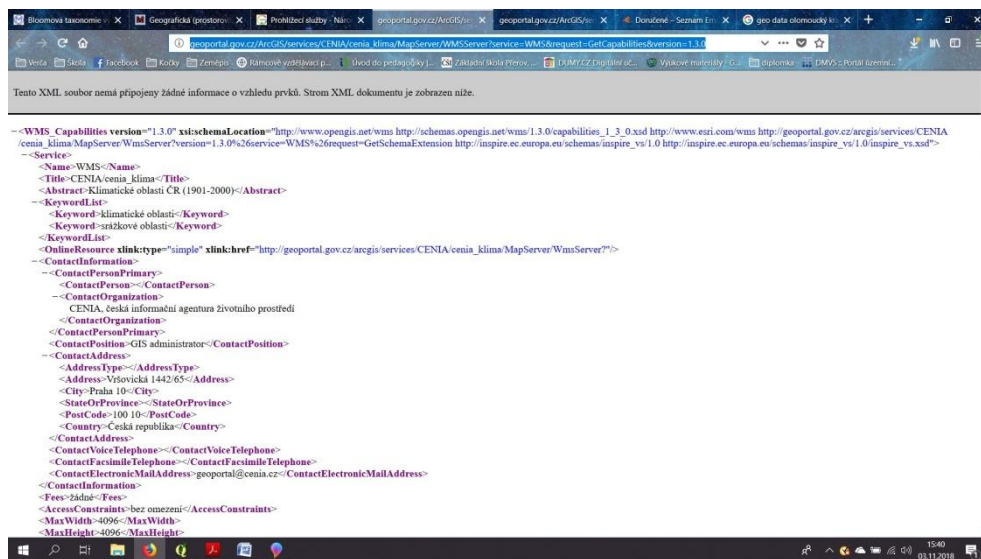 Bloomova taxonomie v
Geografická (prostorov
Prohlížecí služby - Náro
geoportal.gov.cz/ArcGIS/se
geoportal.gov.cz/ArcGIS/se
Doručené – Seznam Em
geo data olomoucký k
geoportal.gov.cz/ArcGIS/services/CENIA/cenia_klima/MapServer/WMSServer?service=WMS&request=GetCapabilities&version=1.3.0
Verča Škola Facebook Kočky Zeměpis Rámcové vzdělávací p... Úvod do pedagogiky |... Základní škola Přerov, ... DUMY.CZ Digitální uč... Výukové materiály - G... diplomka DMVS :: Portál územní...
Tento XML soubor nemá připojeny žádné informace o vzhledu prvků. Strom XML dokumentu je zobrazen níže.
−<WMS_Capabilities version="1.3.0" xsi:schemaLocation="http://www.opengis.net/wms http://schemas.opengis.net/wms/1.3.0/capabilities_1_3_0.xsd http://www.esri.com/wms http://geoportal.gov.cz/arcgis/services/CENIA
/cenia_klima/MapServer/WmsServer?version=1.3.0%26service=WMS%26request=GetSchemaExtension http://inspire.ec.europa.eu/schemas/inspire_vs/1.0 http://inspire.ec.europa.eu/schemas/inspire_vs/1.0/inspire_vs.xsd">
−<Service>
<Name>WMS</Name>
<Title>CENIA/cenia_klima</Title>
<Abstract>Klimatické oblasti ČR (1901-2000)</Abstract>
−<KeywordList>
<Keyword>klimatické oblasti</Keyword>
<Keyword>srážkové oblasti</Keyword>
</KeywordList>
<OnlineResource xlink:type="simple" xlink:href="http://geoportal.gov.cz/arcgis/services/CENIA/cenia_klima/MapServer/WmsServer?"/>
−<ContactInformation>
−<ContactPersonPrimary>
<ContactPerson></ContactPerson>
−<ContactOrganization>
CENIA, česká informační agentura životního prostředí
</ContactOrganization>
</ContactPersonPrimary>
<ContactPosition>GIS administrator</ContactPosition>
−<ContactAddress>
<AddressType></AddressType>
<Address>Vršovická 1442/65</Address>
<City>Praha 10</City>
<StateOrProvince></StateOrProvince>
<PostCode>100 10</PostCode>
<Country>Česká republika</Country>
</ContactAddress>
<ContactVoiceTelephone></ContactVoiceTelephone>
<ContactFacsimileTelephone></ContactFacsimileTelephone>
<ContactElectronicMailAddress>geoportal@cenia.cz</ContactElectronicMailAddress>
</ContactInformation>
<Fees>žádné</Fees>
<AccessConstraints>bez omezení</AccessConstraints>
<MaxWidth>4096</MaxWidth>
<MaxHeight>4096</MaxHeight>
15:40
03.11.2018